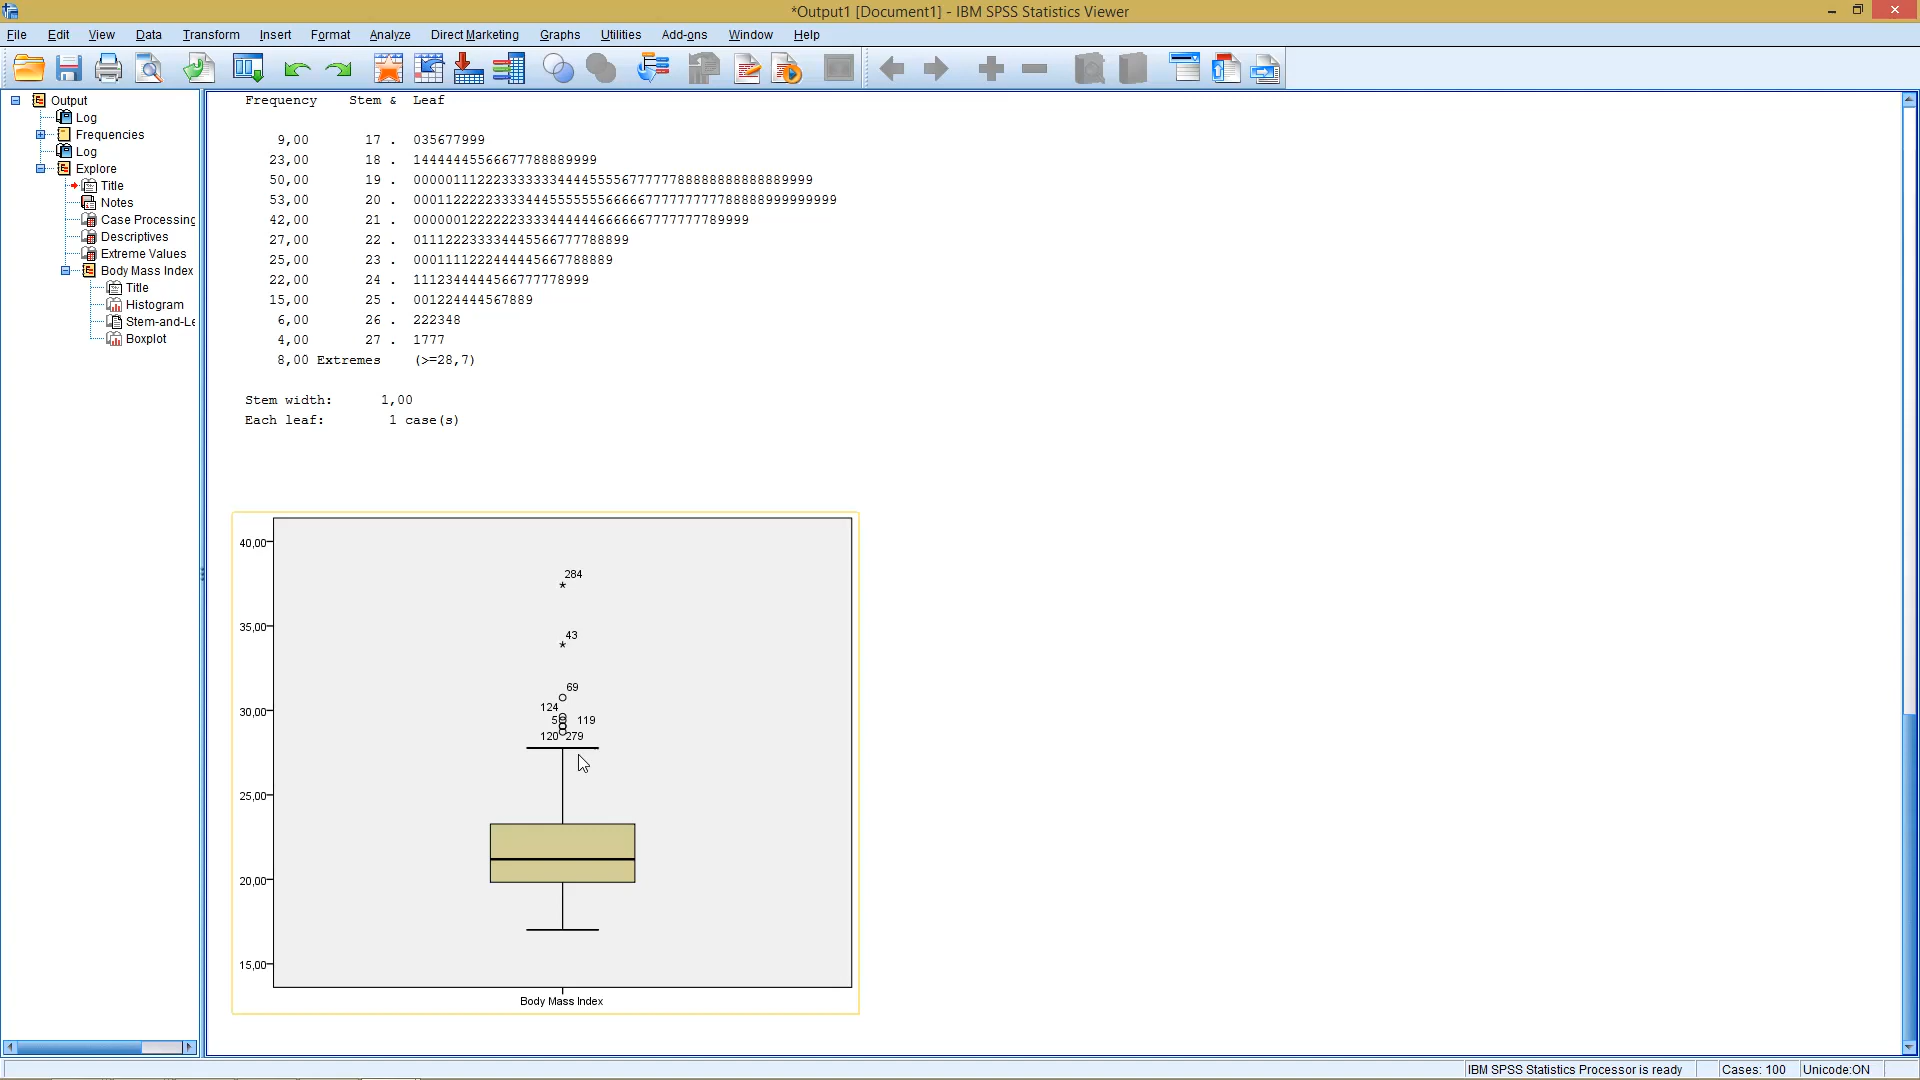 *Output1 [Document1] - IBM SPSS Statistics Viewer
File Edit View Data Transform Insert Format Analyze Direct Marketing Graphs Utilities Add-ons Window Help
Output
Log
Frequencies
Log
Explore
Title
Notes
Case Processing
Descriptives
Extreme Values
Body Mass Index
Title
Histogram
Stem-and-Le
Boxplot
Frequency Stem & Leaf
9,00 17 . 035677999
23,00 18 . 14444445566677788889999
50,00 19 . 00000111222333333344445555677777788888888888889999
53,00 20 . 00011222223333444555555566666777777777788888999999999
42,00 21 . 000000122222233334444446666667777777789999
27,00 22 . 011122233334445566777788899
25,00 23 . 0001111222444445667788889
22,00 24 . 1112344444566777778999
15,00 25 . 001224444567889
6,00 26 . 222348
4,00 27 . 1777
8,00 Extremes (>=28,7)
Stem width: 1,00
Each leaf: 1 case(s)
40,00
284
35,00
43
69
30,00
124
119
120 279
25,00
20,00
15,00
Body Mass Index
IBM SPSS Statistics Processor is ready Cases: 100 Unicode:ON